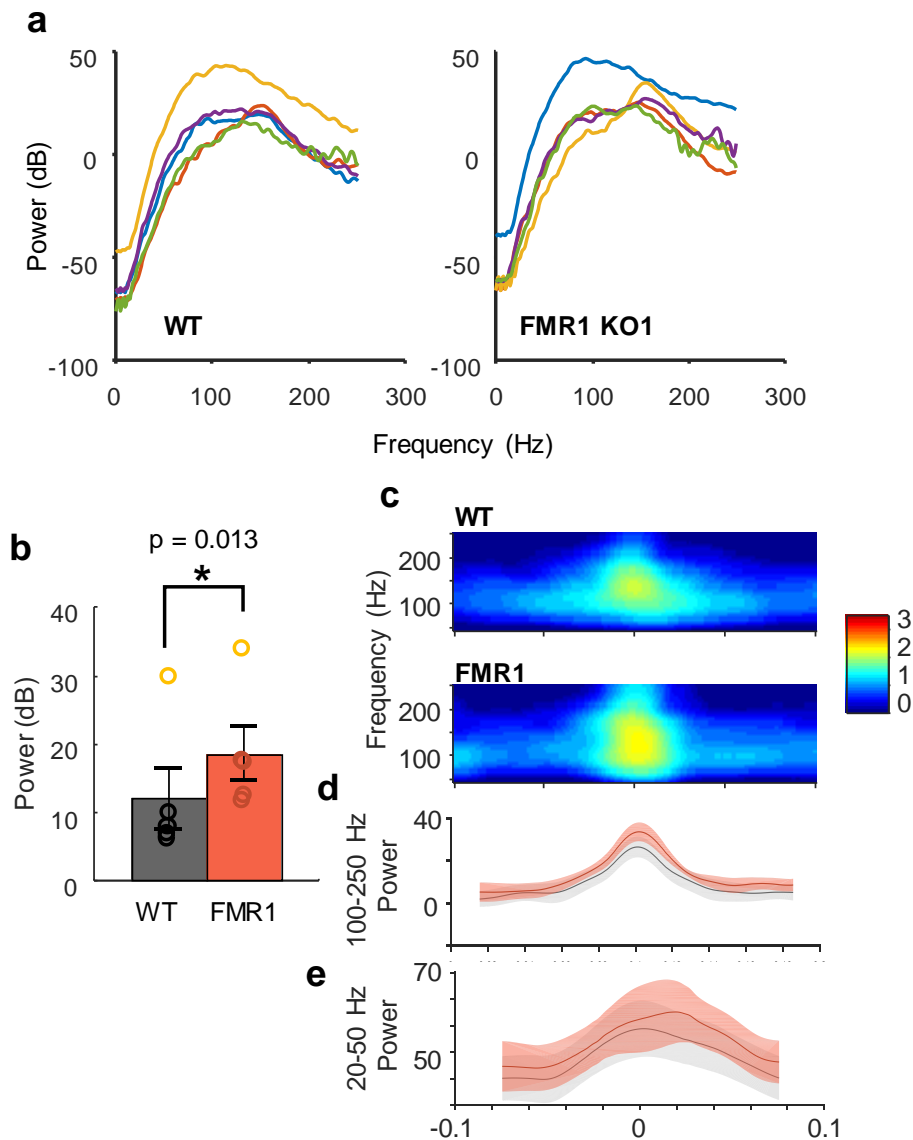 a
50
0
-50
-100
Power (dB)
WT
0
100
200
300
50
0
-50
-100
FMR1 KO1
0
100
200
300
Frequency (Hz)
b
p = 0.013
*
40
30
20
10
0
Power (dB)
WT
FMR1
c
WT
200
100
Frequency (Hz)
FMR1
200
100
3
2
1
0
d
40
0
100-250 Hz
Power
e
70
50
20-50 Hz
Power
-0.1
0
0.1